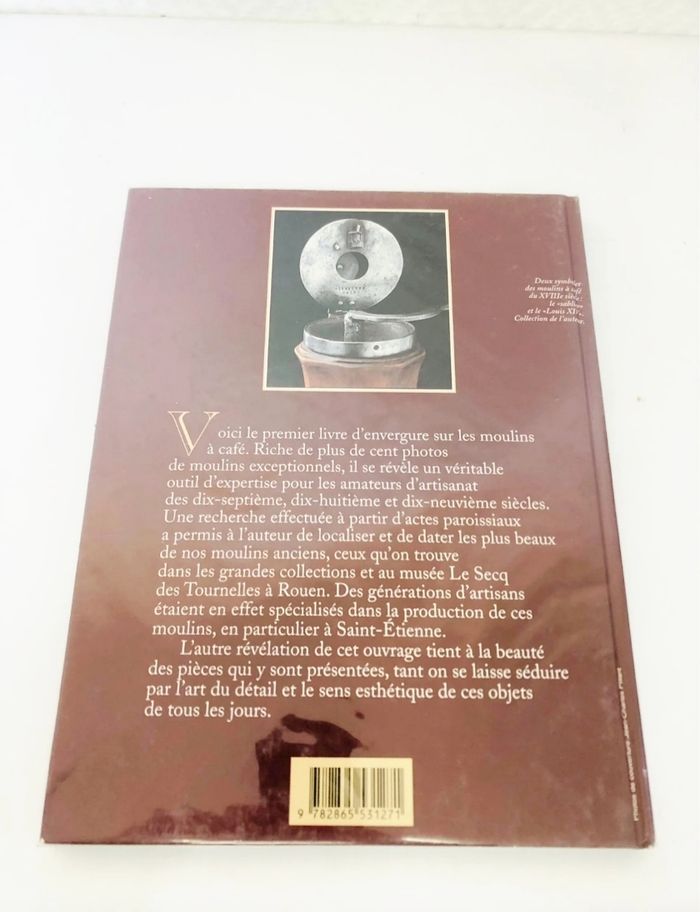 Deux symboles
des moulins à café
du XVIIIe siècle :
le «sablier»
et le «Louis XIV».
Collection de l'auteur.
Voici le premier livre d'envergure sur les moulins
à café. Riche de plus de cent photos
de moulins exceptionnels, il se révèle un véritable
outil d'expertise pour les amateurs d'artisanat
des dix-septième, dix-huitième et dix-neuvième siècles.
Une recherche effectuée à partir d'actes paroissiaux
a permis à l'auteur de localiser et de dater les plus beaux
de nos moulins anciens, ceux qu'on trouve
dans les grandes collections et au musée Le Secq
des Tournelles à Rouen. Des générations d'artisans
étaient en effet spécialisés dans la production de ces
moulins, en particulier à Saint-Étienne.
L'autre révélation de cet ouvrage tient à la beauté
des pièces qui y sont présentées, tant on se laisse séduire
par l'art du détail et le sens esthétique de ces objets
de tous les jours.
Photos de couverture Jean-Claude
9 782865 531271